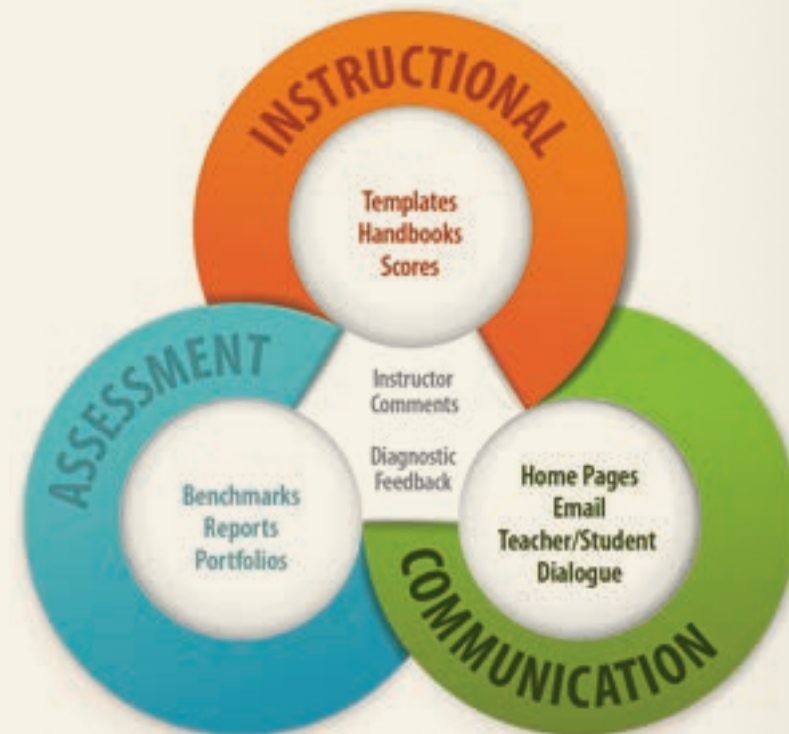 INSTRUCTIONAL
Templates
Handbooks
Scores
ASSESSMENT
Instructor
Comments
Diagnostic
Feedback
Benchmarks
Reports
Portfolios
Home Pages
Email
Teacher/Student
Dialogue
COMMUNICATION